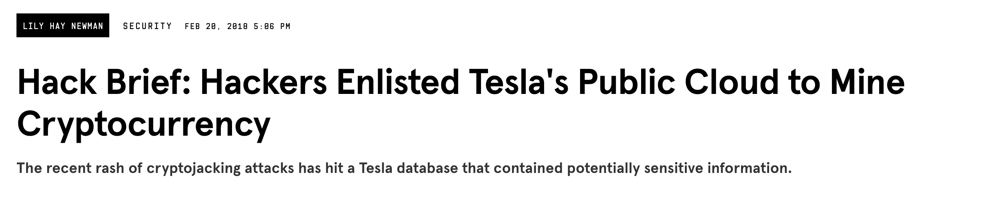 LILY HAY NEWMAN SECURITY FEB 20, 2018 5:06 PM
Hack Brief: Hackers Enlisted Tesla's Public Cloud to Mine
Cryptocurrency
The recent rash of cryptojacking attacks has hit a Tesla database that contained potentially sensitive information.